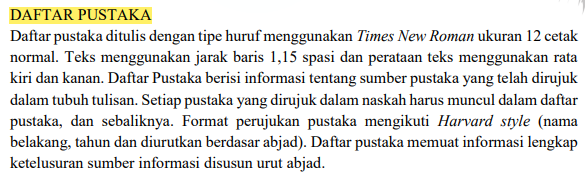 DAFTAR PUSTAKA
Daftar pustaka ditulis dengan tipe huruf menggunakan Times New Roman ukuran 12 cetak
normal. Teks menggunakan jarak baris 1,15 spasi dan perataan teks menggunakan rata
kiri dan kanan. Daftar Pustaka berisi informasi tentang sumber pustaka yang telah dirujuk
dalam tubuh tulisan. Setiap pustaka yang dirujuk dalam naskah harus muncul dalam daftar
pustaka, dan sebaliknya. Format perujukan pustaka mengikuti Harvard style (nama
belakang, tahun dan diurutkan berdasar abjad). Daftar pustaka memuat informasi lengkap
ketelusuran sumber informasi disusun urut abjad.